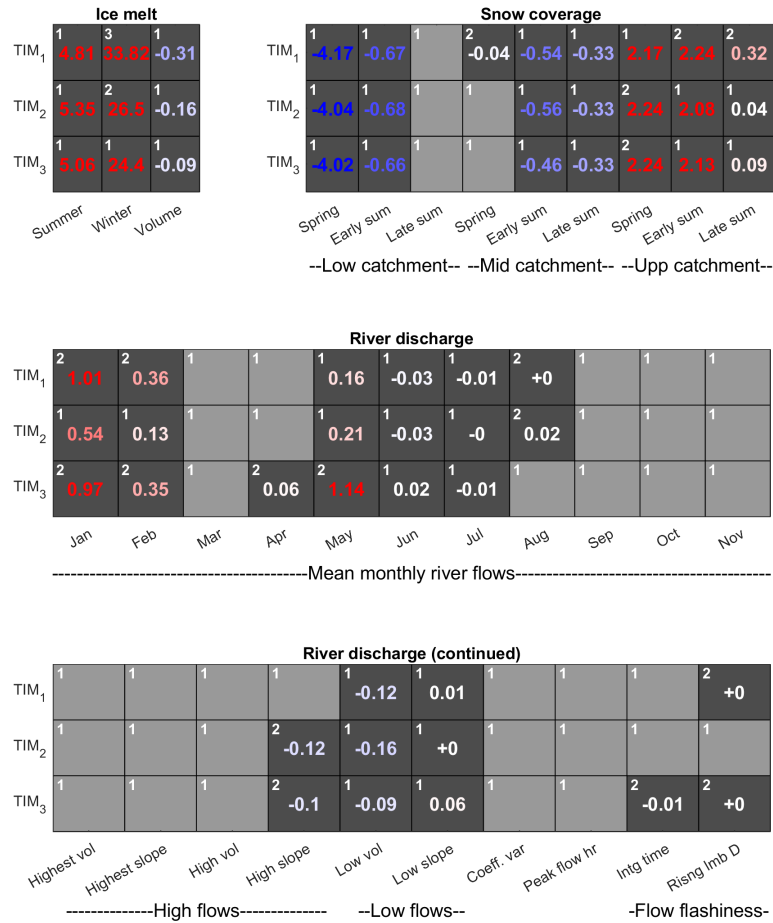 Ice melt
TIM1 1 4.81 3 33.82 1 -0.31
TIM2 1 5.35 2 26.5 1 -0.16
TIM3 1 5.06 1 24.4 1 -0.09
Summer Winter Volume
Snow coverage
TIM1 1 -4.17 1 -0.67 1 2 -0.04 1 -0.54 1 -0.33 1 2.17 2 2.24 2 0.32
TIM2 1 -4.04 1 -0.68 1 1 1 -0.56 1 -0.33 1 2.24 1 2.08 1 0.04
TIM3 1 -4.02 1 -0.66 1 1 1 -0.46 1 -0.33 2 2.24 1 2.13 1 0.09
Spring Early sum Late sum Spring Early sum Late sum Spring Early sum Late sum
--Low catchment-- --Mid catchment-- --Upp catchment--
River discharge
TIM1 2 1.01 2 0.36 1 1 1 0.16 1 -0.03 1 -0.01 2 +0 1 1 1
TIM2 1 0.54 1 0.13 1 1 1 0.21 1 -0.03 1 -0 2 0.02 1 1 1
TIM3 2 0.97 2 0.35 1 2 0.06 2 1.14 1 0.02 1 -0.01 1 1 1 1
Jan Feb Mar Apr May Jun Jul Aug Sep Oct Nov
------------------------------------------Mean monthly river flows------------------------------------------
River discharge (continued)
TIM1 1 1 1 1 1 -0.12 1 0.01 1 1 1 2 +0
TIM2 1 1 1 2 -0.12 1 -0.16 1 +0 1 1 1 1
TIM3 1 1 1 2 -0.1 1 -0.09 1 0.06 1 1 2 -0.01 2 +0
Highest vol Highest slope High vol High slope Low vol Low slope Coeff. var Peak flow hr Intg time Risng lmb D
--------------High flows-------------- --Low flows-- -Flow flashiness-